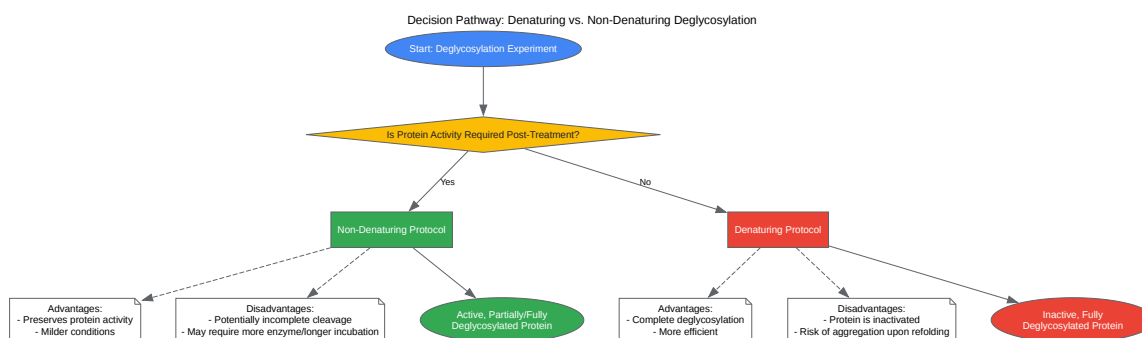 Decision Pathway: Denaturing vs. Non-Denaturing Deglycosylation
Start: Deglycosylation Experiment
Is Protein Activity Required Post-Treatment?
Yes
No
Non-Denaturing Protocol
Denaturing Protocol
Advantages:
- Preserves protein activity
- Milder conditions
Disadvantages:
- Potentially incomplete cleavage
- May require more enzyme/longer incubation
Active, Partially/Fully
Deglycosylated Protein
Advantages:
- Complete deglycosylation
- More efficient
Disadvantages:
- Protein is inactivated
- Risk of aggregation upon refolding
Inactive, Fully
Deglycosylated Protein